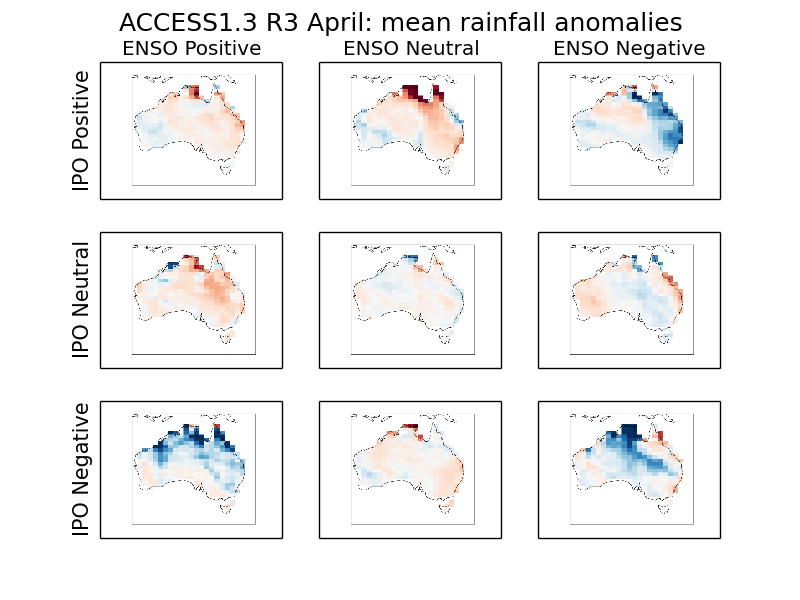 ACCESS1.3 R3 April: mean rainfall anomalies
ENSO Positive ENSO Neutral ENSO Negative
IPO Positive
IPO Neutral
IPO Negative